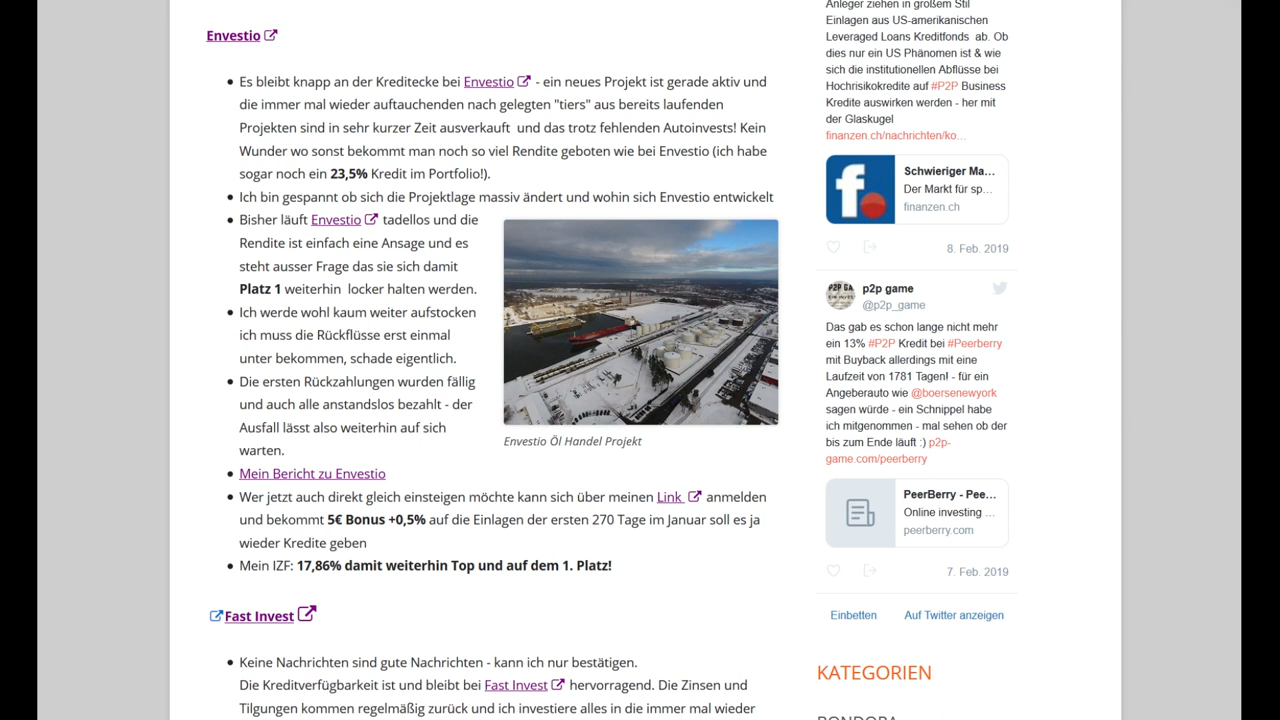 Envestio
Es bleibt knapp an der Kreditecke bei Envestio - ein neues Projekt ist gerade aktiv und
die immer mal wieder auftauchenden nach gelegten "tiers" aus bereits laufenden
Projekten sind in sehr kurzer Zeit ausverkauft und das trotz fehlenden Autoinvests! Kein
Wunder wo sonst bekommt man noch so viel Rendite geboten wie bei Envestio (ich habe
sogar noch ein 23,5% Kredit im Portfolio!).
Ich bin gespannt ob sich die Projektlage massiv ändert und wohin sich Envestio entwickelt
Bisher läuft Envestio tadellos und die
Rendite ist einfach eine Ansage und es
steht ausser Frage das sie sich damit
Platz 1 weiterhin locker halten werden.
Ich werde wohl kaum weiter aufstocken
ich muss die Rückflüsse erst einmal
unter bekommen, schade eigentlich.
Die ersten Rückzahlungen wurden fällig
und auch alle anstandslos bezahlt - der
Ausfall lässt also weiterhin auf sich
warten.
Envestio Öl Handel Projekt
Mein Bericht zu Envestio
Wer jetzt auch direkt gleich einsteigen möchte kann sich über meinen Link anmelden
und bekommt 5€ Bonus +0,5% auf die Einlagen der ersten 270 Tage im Januar soll es ja
wieder Kredite geben
Mein IZF: 17,86% damit weiterhin Top und auf dem 1. Platz!
Fast Invest
Keine Nachrichten sind gute Nachrichten - kann ich nur bestätigen.
Die Kreditverfügbarkeit ist und bleibt bei Fast Invest hervorragend. Die Zinsen und
Tilgungen kommen regelmäßig zurück und ich investiere alles in die immer mal wieder
Anleger ziehen in großem Stil
Einlagen aus US-amerikanischen
Leveraged Loans Kreditfonds ab. Ob
dies nur ein US Phänomen ist & wie
sich die institutionellen Abflüsse bei
Hochrisikokredite auf #P2P Business
Kredite auswirken werden - her mit
der Glaskugel
finanzen.ch/nachrichten/ko…
Schwieriger Ma…
Der Markt für sp…
finanzen.ch
8. Feb. 2019
P2P GA
p2p game
@p2p_game
Das gab es schon lange nicht mehr
ein 13% #P2P Kredit bei #Peerberry
mit Buyback allerdings mit eine
Laufzeit von 1781 Tagen! - für ein
Angeberauto wie @boersenewyork
sagen würde - ein Schnippel habe
ich mitgenommen - mal sehen ob der
bis zum Ende läuft :) p2p-
game.com/peerberry
PeerBerry - Pee…
Online investing …
peerberry.com
7. Feb. 2019
Einbetten
Auf Twitter anzeigen
KATEGORIEN
BONDORA